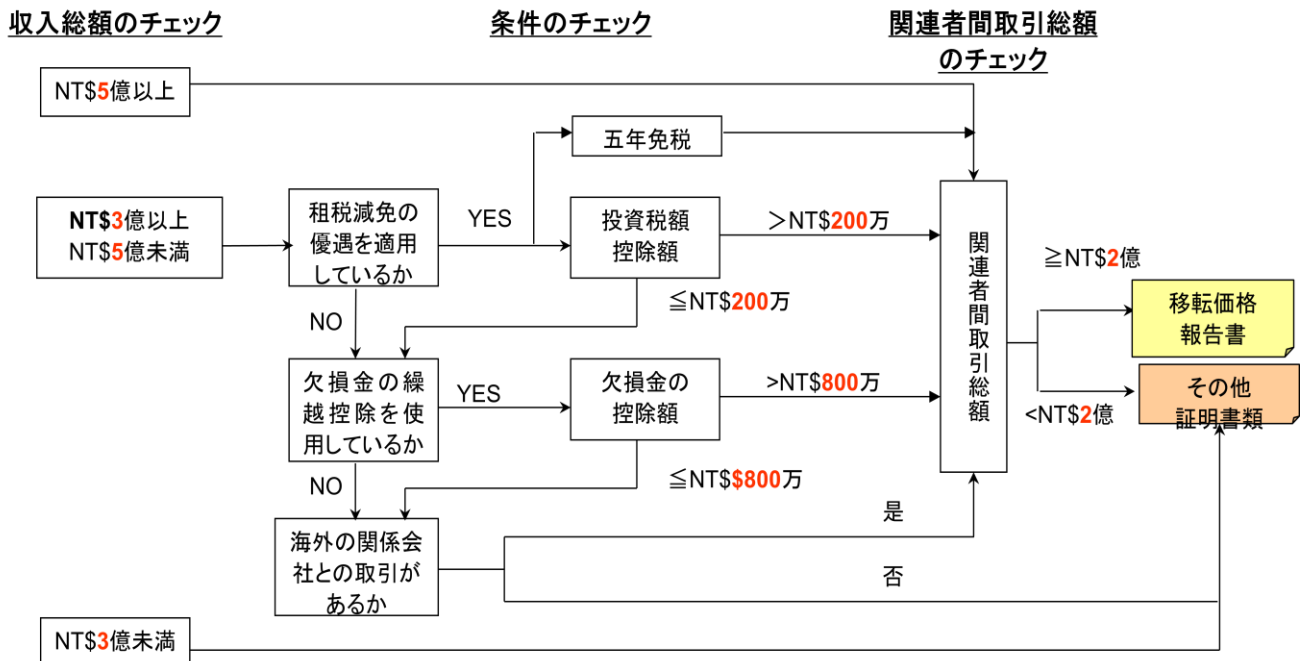 収入総額のチェック
条件のチェック
関連者間取引総額
のチェック
NT$5億以上
五年免税
NT$3億以上
NT$5億未満
租税減免の
優遇を適用
しているか
YES
投資税額
控除額
＞NT$200万
≦NT$200万
NO
関連者間取引総額
≧NT$2億
移転価格
報告書
<NT$2億
その他
証明書類
欠損金の繰
越控除を使
用しているか
YES
欠損金の
控除額
>NT$800万
≦NT$$800万
NO
海外の関係会
社との取引が
あるか
是
否
NT$3億未満